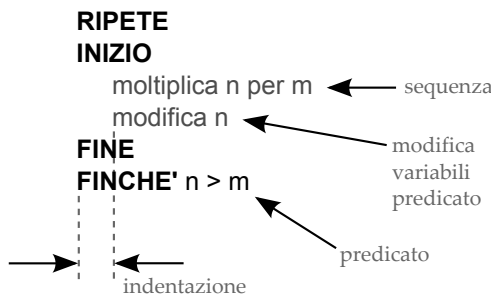 RIPETE
INIZIO
moltiplica n per m
sequenza
modifica n
modifica
variabili
predicato
FINE
FINCHE' n > m
predicato
indentazione